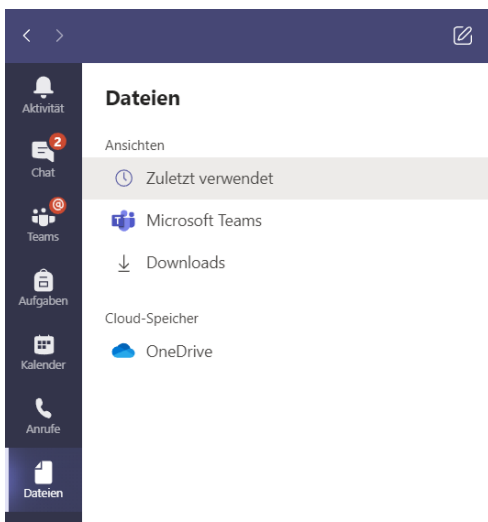 Aktivität
2
Chat
@
Teams
Aufgaben
Kalender
Anrufe
Dateien
Dateien
Ansichten
Zuletzt verwendet
Microsoft Teams
Downloads
Cloud-Speicher
OneDrive